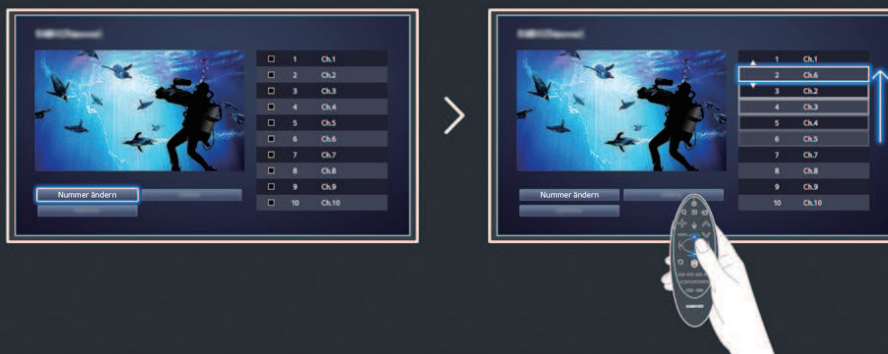 1 Ch.1
2 Ch.2
3 Ch.3
4 Ch.4
5 Ch.5
6 Ch.6
7 Ch.7
8 Ch.8
9 Ch.9
10 Ch.10
Nummer ändern
1 Ch.1
2 Ch.6
3 Ch.2
4 Ch.3
5 Ch.4
6 Ch.5
7 Ch.7
8 Ch.8
9 Ch.9
10 Ch.10
Nummer ändern